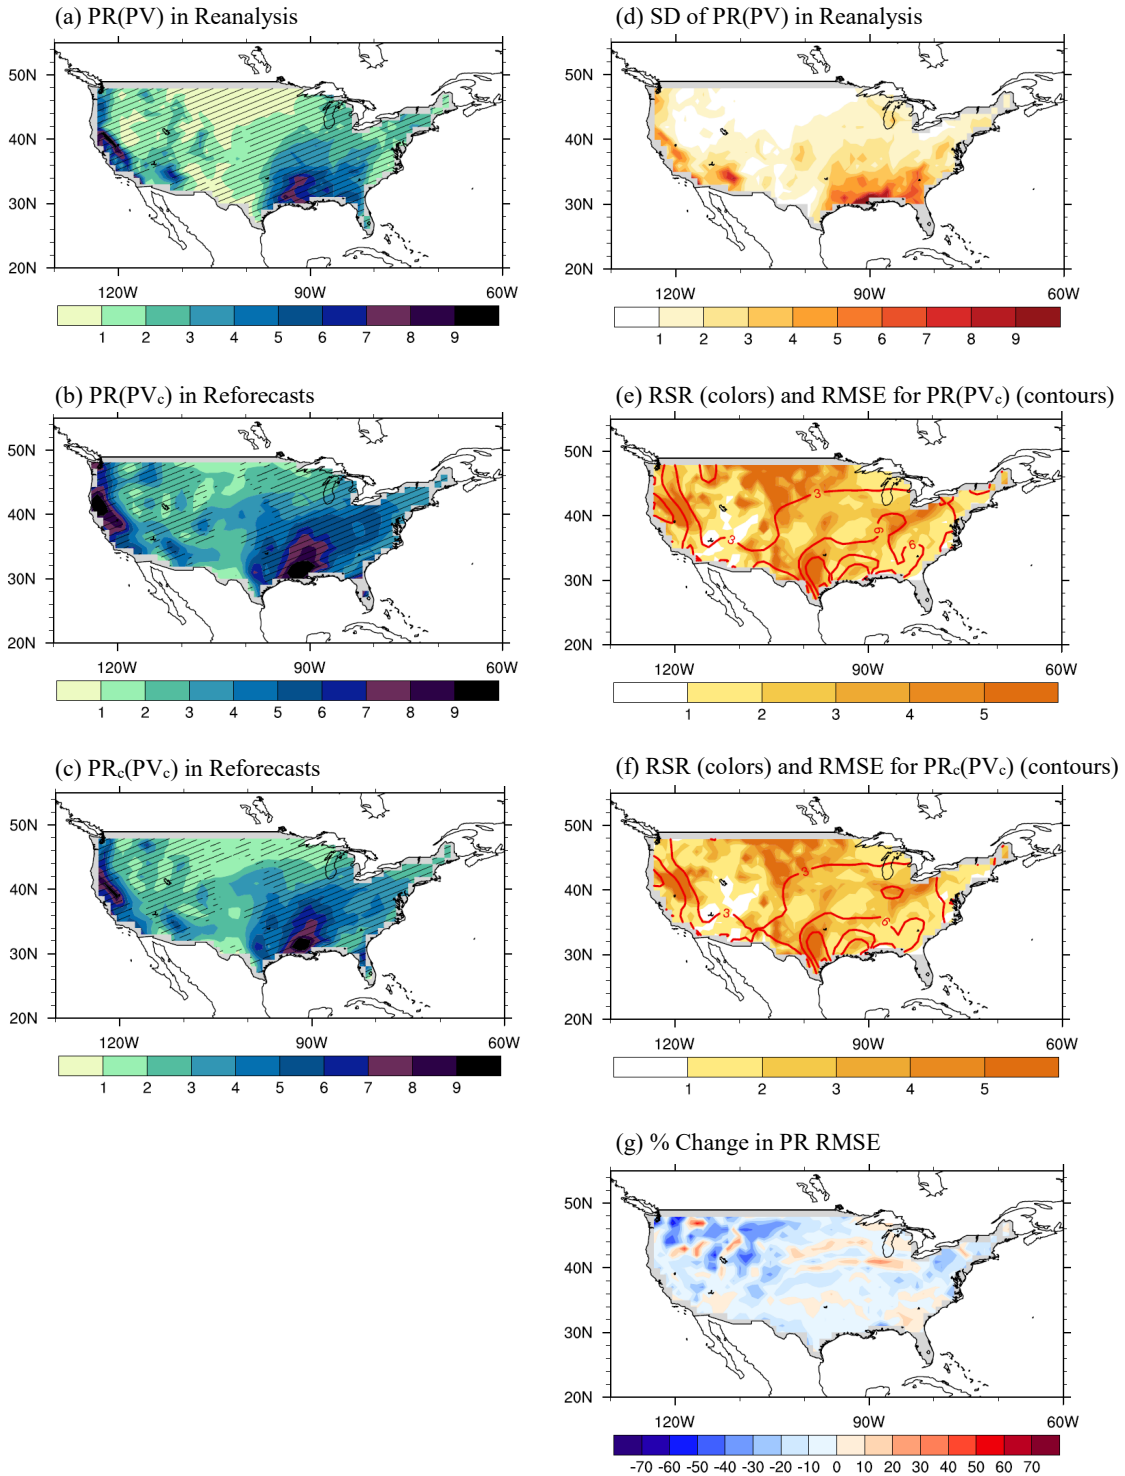 (a) PR(PV) in Reanalysis
50N
40N
30N
20N
120W 90W 60W
1 2 3 4 5 6 7 8 9
(d) SD of PR(PV) in Reanalysis
50N
40N
30N
20N
120W 90W 60W
1 2 3 4 5 6 7 8 9
(b) PR(PVc) in Reforecasts
50N
40N
30N
20N
120W 90W 60W
1 2 3 4 5 6 7 8 9
(e) RSR (colors) and RMSE for PR(PVc) (contours)
50N
40N
30N
20N
3
3
6
6
120W 90W 60W
1 2 3 4 5
(c) PRc(PVc) in Reforecasts
50N
40N
30N
20N
120W 90W 60W
1 2 3 4 5 6 7 8 9
(f) RSR (colors) and RMSE for PRc(PVc) (contours)
50N
40N
30N
20N
3
3
6
120W 90W 60W
1 2 3 4 5
(g) % Change in PR RMSE
50N
40N
30N
20N
120W 90W 60W
-70 -60 -50 -40 -30 -20 -10 0 10 20 30 40 50 60 70